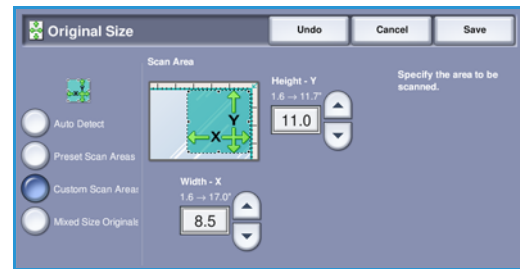 Original Size
Undo
Cancel
Save
Scan Area
Auto Detect
Preset Scan Areas
Custom Scan Areas
Mixed Size Originals
Y
X
Height - Y
1.6 → 11.7"
11.0
Width - X
1.6 → 17.0"
8.5
Specify the area to be
scanned.